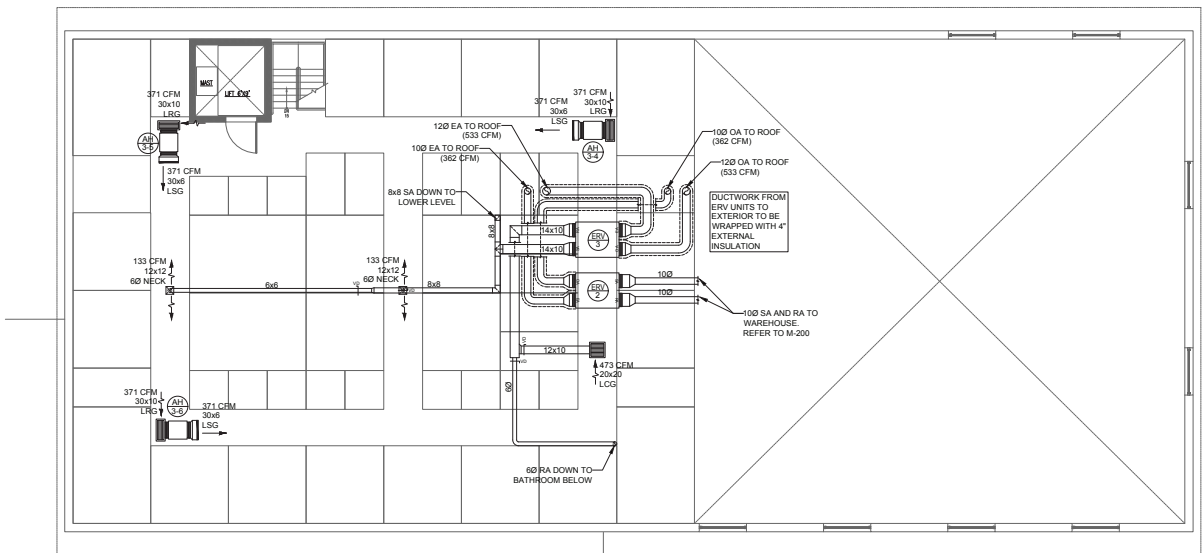 MAST
LIFT 8'X9'
371 CFM
30x10
LRG
AH
3-5
371 CFM
30x6
LSG
371 CFM
30x6
LSG
371 CFM
30x10
LRG
AH
3-4
12Ø EA TO ROOF
(533 CFM)
10Ø EA TO ROOF
(362 CFM)
10Ø OA TO ROOF
(362 CFM)
12Ø OA TO ROOF
(533 CFM)
8x8 SA DOWN TO
LOWER LEVEL
8x8
14x10
14x10
ERV
3
ERV
2
DUCTWORK FROM
ERV UNITS TO
EXTERIOR TO BE
WRAPPED WITH 4"
EXTERNAL
INSULATION
133 CFM
12x12
6Ø NECK
6x6
133 CFM
12x12
6Ø NECK
8x8
10Ø
10Ø
10Ø SA AND RA TO
WAREHOUSE.
REFER TO M-200
12x10
473 CFM
20x20
LCG
6Ø
371 CFM
30x10
LRG
AH
3-6
371 CFM
30x6
LSG
6Ø RA DOWN TO
BATHROOM BELOW